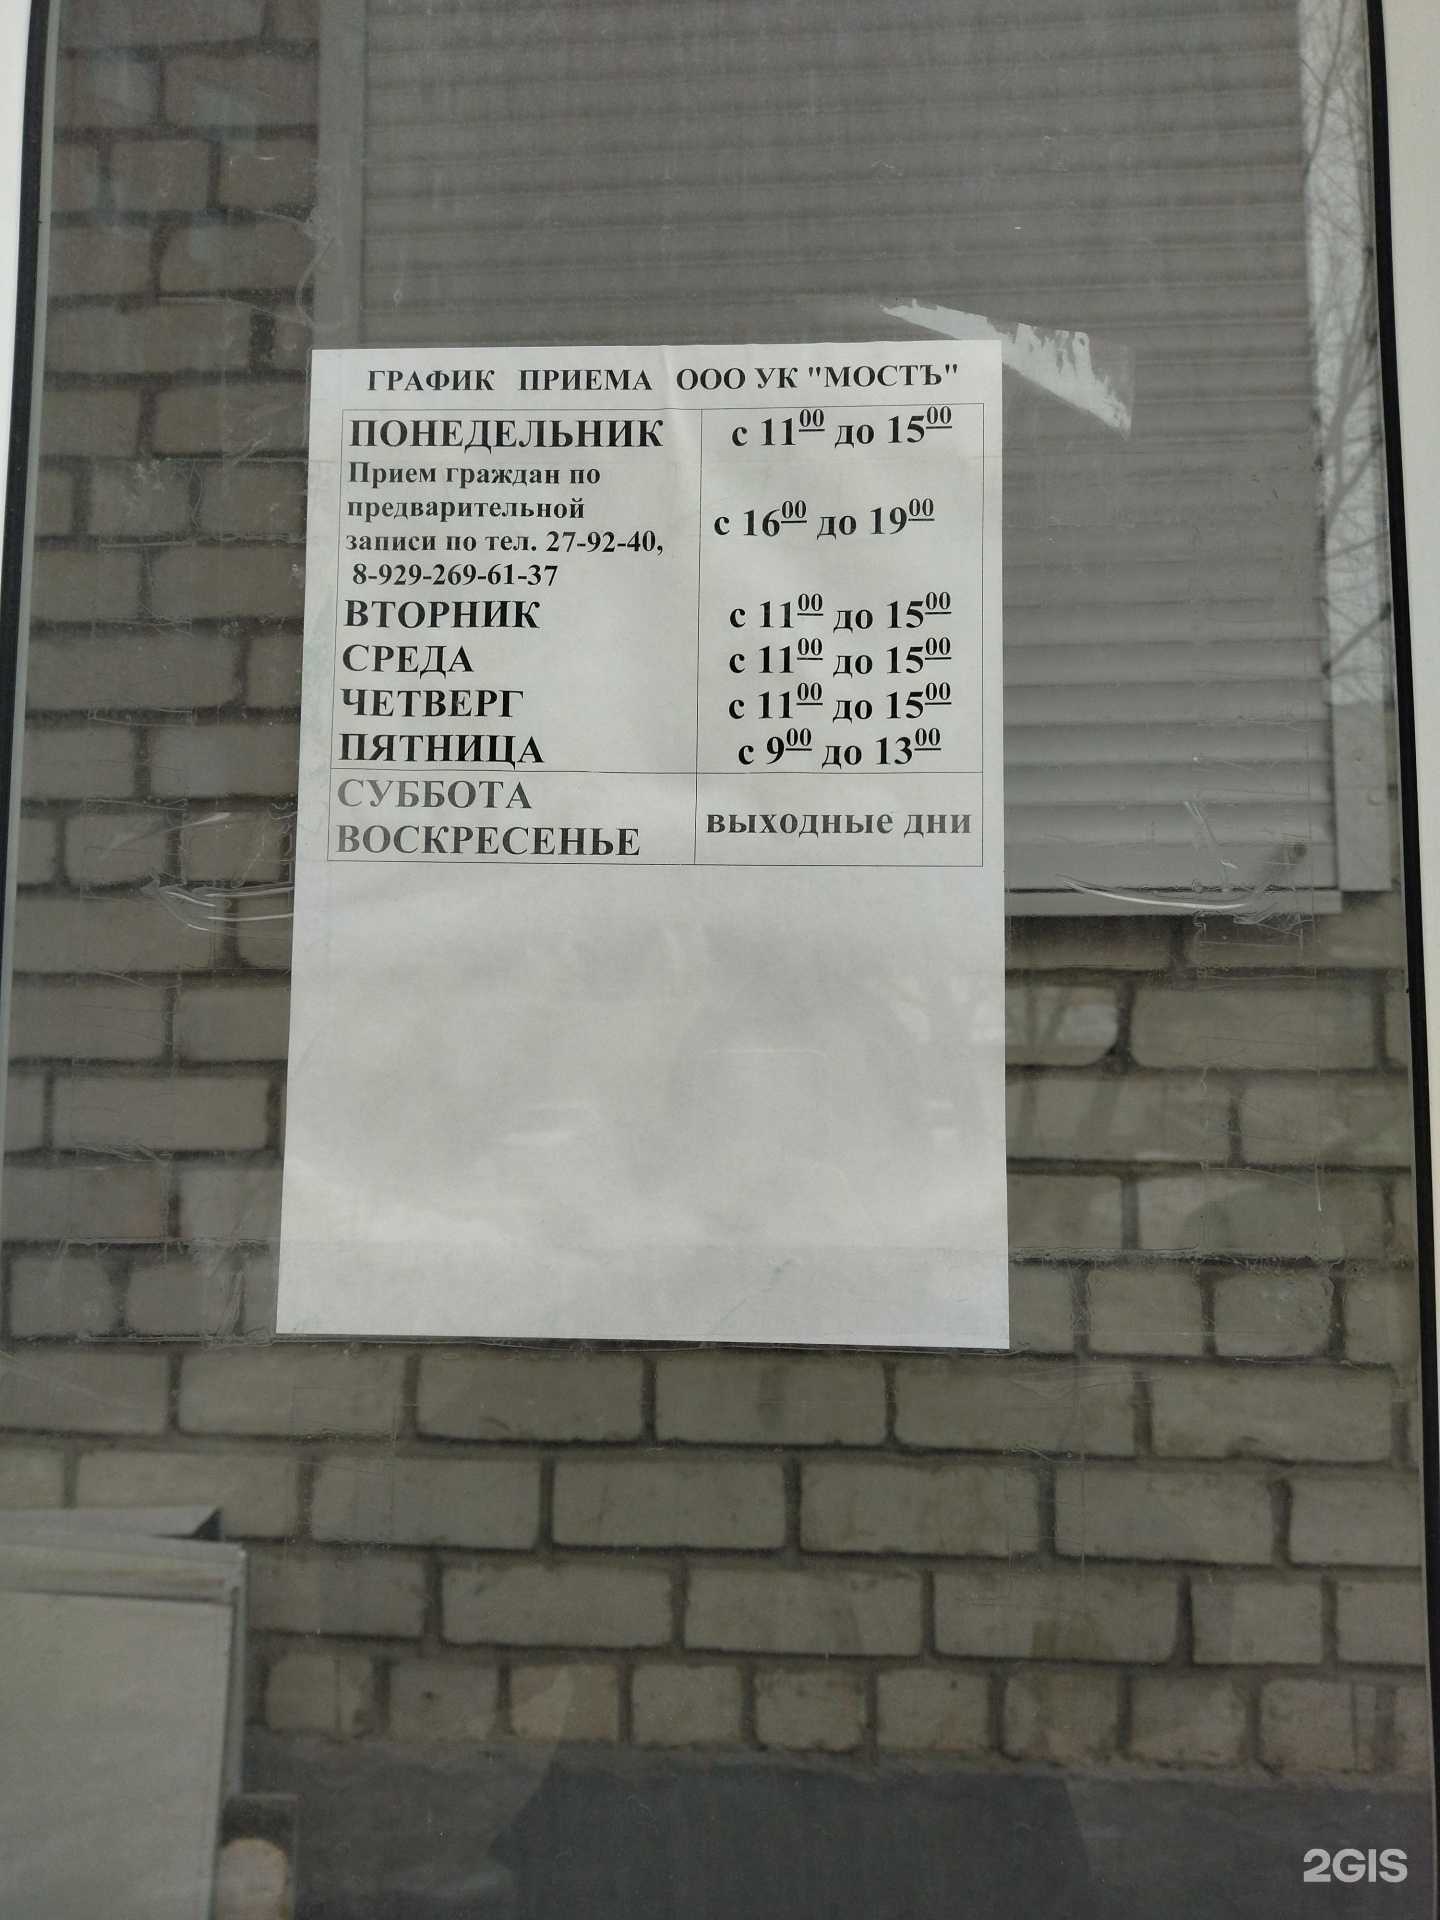 ГРАФИК ПРИЕМА ООО УК "МОСТЪ"
ПОНЕДЕЛЬНИК с 11 00 до 15 00
Прием граждан по
предварительной
записи по тел. 27-92-40,
8-929-269-61-37
с 16 00 до 19 00
ВТОРНИК с 11 00 до 15 00
СРЕДА с 11 00 до 15 00
ЧЕТВЕРГ с 11 00 до 15 00
ПЯТНИЦА с 9 00 до 13 00
СУББОТА
ВОСКРЕСЕНЬЕ
выходные дни
2GIS